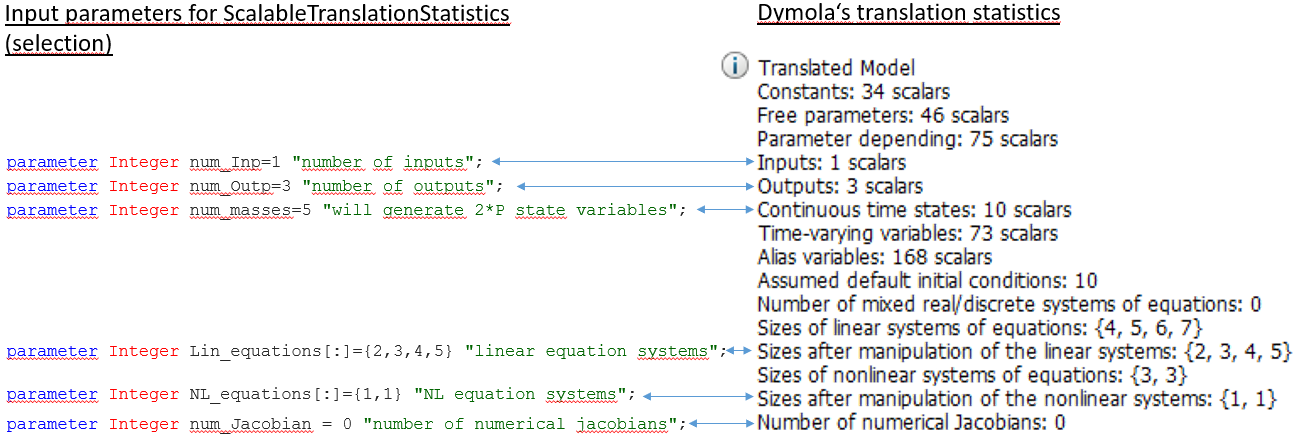 Input parameters for ScalableTranslationStatistics
(selection)
parameter Integer num_Inp=1 "number of inputs";
parameter Integer num_Outp=3 "number of outputs";
parameter Integer num_masses=5 "will generate 2*P state variables";
parameter Integer Lin_equations[:]={2,3,4,5} "linear equation systems";
parameter Integer NL_equations[:]={1,1} "NL equation systems";
parameter Integer num_Jacobian = 0 "number of numerical jacobians";
Dymola‘s translation statistics
Translated Model
Constants: 34 scalars
Free parameters: 46 scalars
Parameter depending: 75 scalars
Inputs: 1 scalars
Outputs: 3 scalars
Continuous time states: 10 scalars
Time-varying variables: 73 scalars
Alias variables: 168 scalars
Assumed default initial conditions: 10
Number of mixed real/discrete systems of equations: 0
Sizes of linear systems of equations: {4, 5, 6, 7}
Sizes after manipulation of the linear systems: {2, 3, 4, 5}
Sizes of nonlinear systems of equations: {3, 3}
Sizes after manipulation of the nonlinear systems: {1, 1}
Number of numerical Jacobians: 0